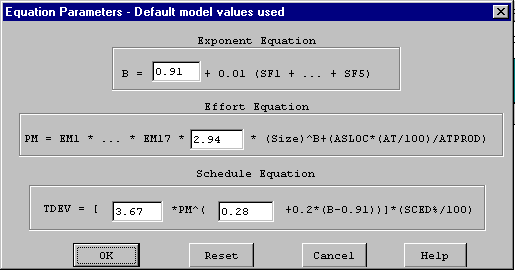 Equation Parameters - Default model values used
Exponent Equation
B = 0.91 + 0.01 (SF1 + ... + SF5)
Effort Equation
PM = EM1 * ... * EM17 * 2.94 * (Size)^B+(ASLOC*(AT/100)/ATPROD)
Schedule Equation
TDEV = [ 3.67 *PM^( 0.28 +0.2*(B-0.91))]*(SCED%/100)
OK Reset Cancel Help